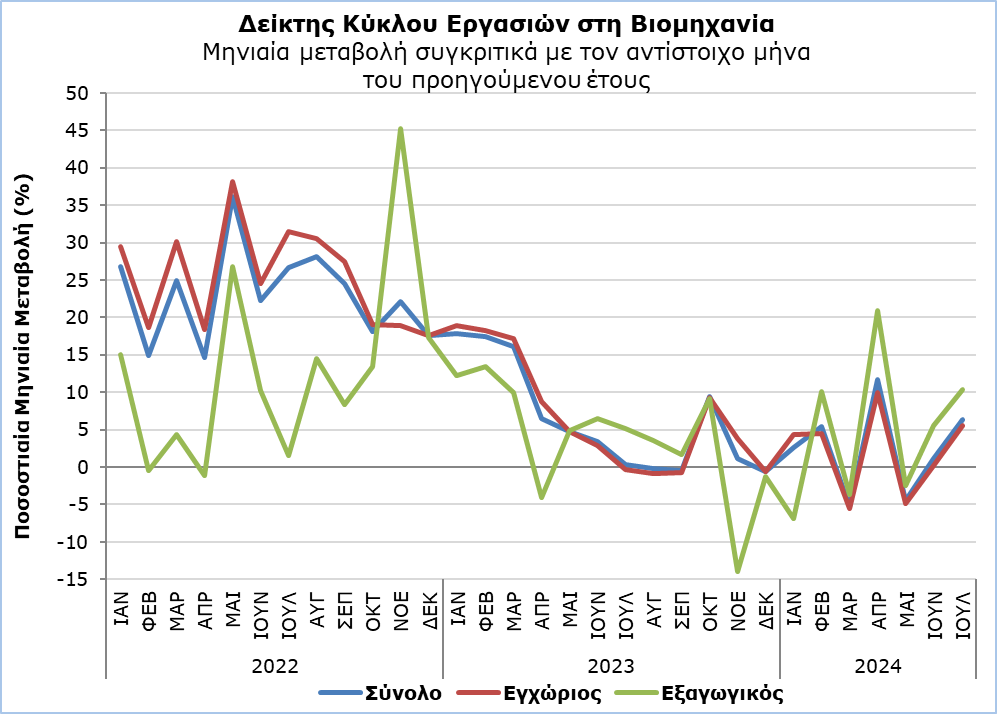 Δείκτης Κύκλου Εργασιών στη Βιομηχανία
Μηνιαία μεταβολή συγκριτικά με τον αντίστοιχο μήνα
του προηγούμενου έτους
Ποσοστιαία Μηνιαία Μεταβολή (%)
50
45
40
35
30
25
20
15
10
5
0
-5
-10
-15
ΙΑΝ ΦΕΒ ΜΑΡ ΑΠΡ ΜΑΙ ΙΟΥΝ ΙΟΥΛ ΑΥΓ ΣΕΠ ΟΚΤ ΝΟΕ ΔΕΚ ΙΑΝ ΦΕΒ ΜΑΡ ΑΠΡ ΜΑΙ ΙΟΥΝ ΙΟΥΛ ΑΥΓ ΣΕΠ ΟΚΤ ΝΟΕ ΔΕΚ ΙΑΝ ΦΕΒ ΜΑΡ ΑΠΡ ΜΑΙ ΙΟΥΝ ΙΟΥΛ
2022 2023 2024
Σύνολο Εγχώριος Εξαγωγικός